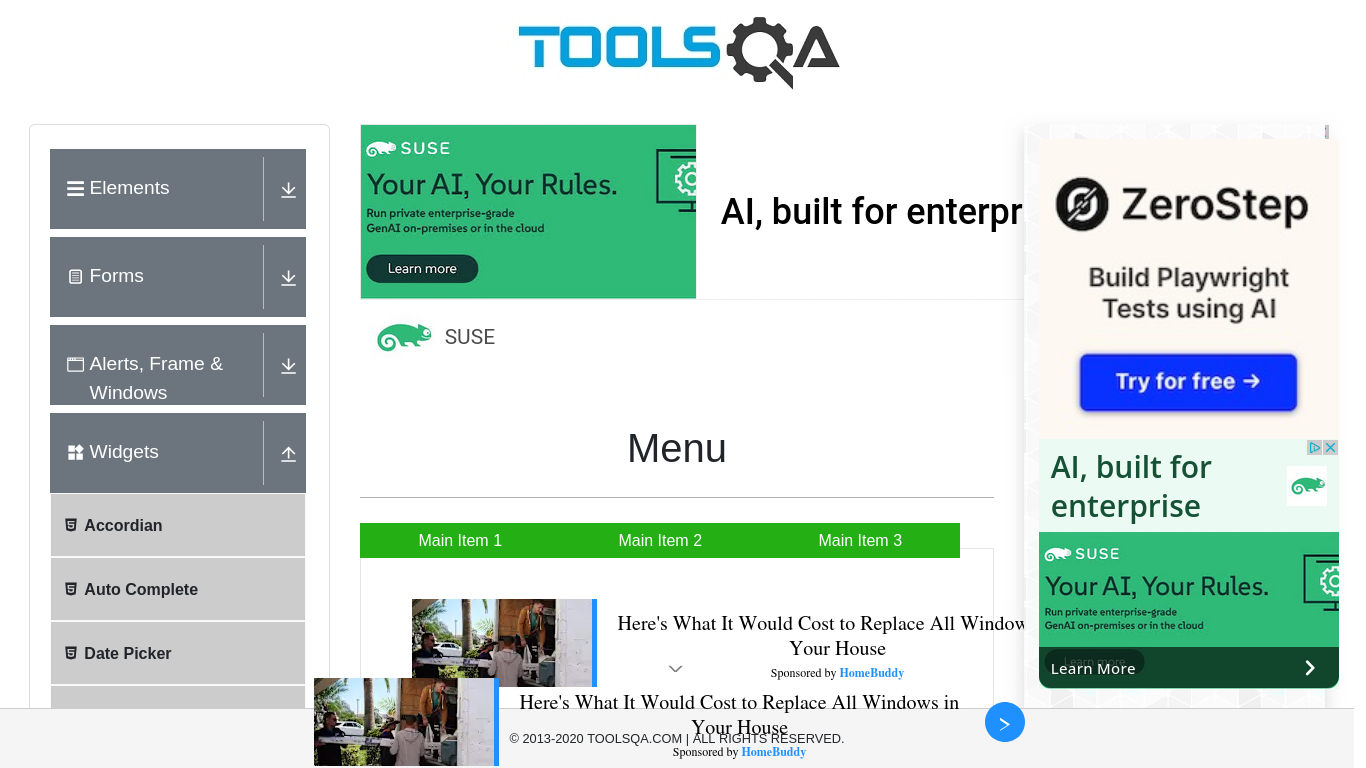 TOOLSQA
Elements
Forms
Alerts, Frame &
Windows
Widgets
Accordian
Auto Complete
Date Picker
SUSE
Your AI, Your Rules.
Run private enterprise-grade
GenAI on-premises or in the cloud
Learn more
AI, built for enterpr
SUSE
Menu
Main Item 1
Main Item 2
Main Item 3
Here's What It Would Cost to Replace All Window
Your House
Sponsored by HomeBuddy
Here's What It Would Cost to Replace All Windows in
Your House
Sponsored by HomeBuddy
© 2013-2020 TOOLSQA.COM | ALL RIGHTS RESERVED.
ZeroStep
Build Playwright
Tests using AI
Try for free →
AI, built for
enterprise
SUSE
Your AI, Your Rules.
Run private enterprise-grade
GenAI on-premises or in the cloud
Learn more
Learn More